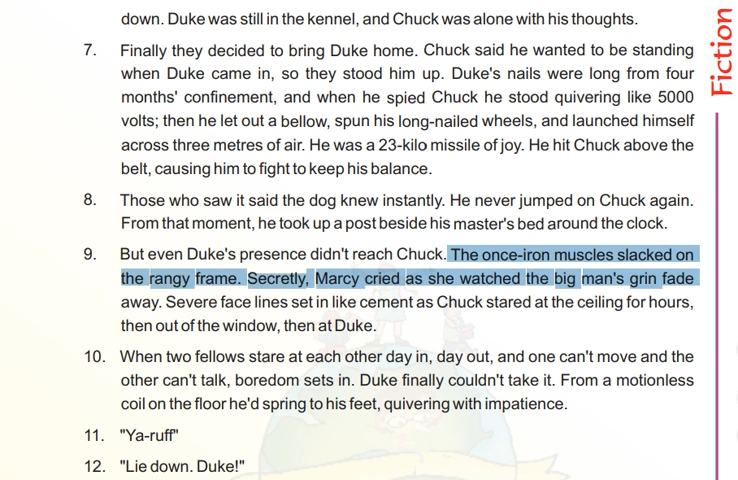 down. Duke was still in the kennel, and Chuck was alone with his thoughts.
Fiction
7. Finally they decided to bring Duke home. Chuck said he wanted to be standing
when Duke came in, so they stood him up. Duke's nails were long from four
months' confinement, and when he spied Chuck he stood quivering like 5000
volts; then he let out a bellow, spun his long-nailed wheels, and launched himself
across three metres of air. He was a 23-kilo missile of joy. He hit Chuck above the
belt, causing him to fight to keep his balance.
8. Those who saw it said the dog knew instantly. He never jumped on Chuck again.
From that moment, he took up a post beside his master's bed around the clock.
9. But even Duke's presence didn't reach Chuck. The once-iron muscles slacked on
the rangy frame. Secretly, Marcy cried as she watched the big man's grin fade
away. Severe face lines set in like cement as Chuck stared at the ceiling for hours,
then out of the window, then at Duke.
10. When two fellows stare at each other day in, day out, and one can't move and the
other can't talk, boredom sets in. Duke finally couldn't take it. From a motionless
coil on the floor he'd spring to his feet, quivering with impatience.
11. "Ya-ruff"
12. "Lie down. Duke!"